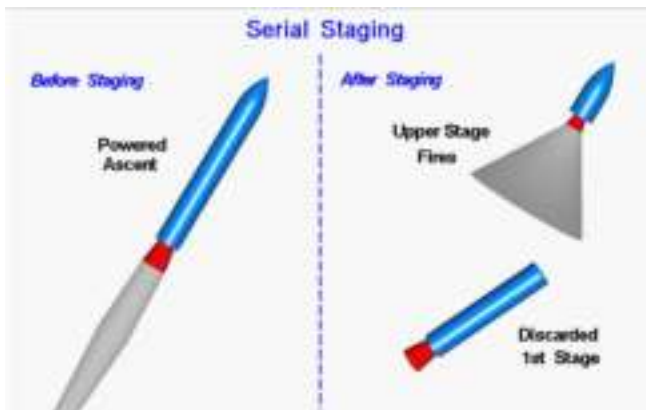 Serial Staging
Before Staging
Powered
Ascent
After Staging
Upper Stage
Fires
Discarded
1st Stage